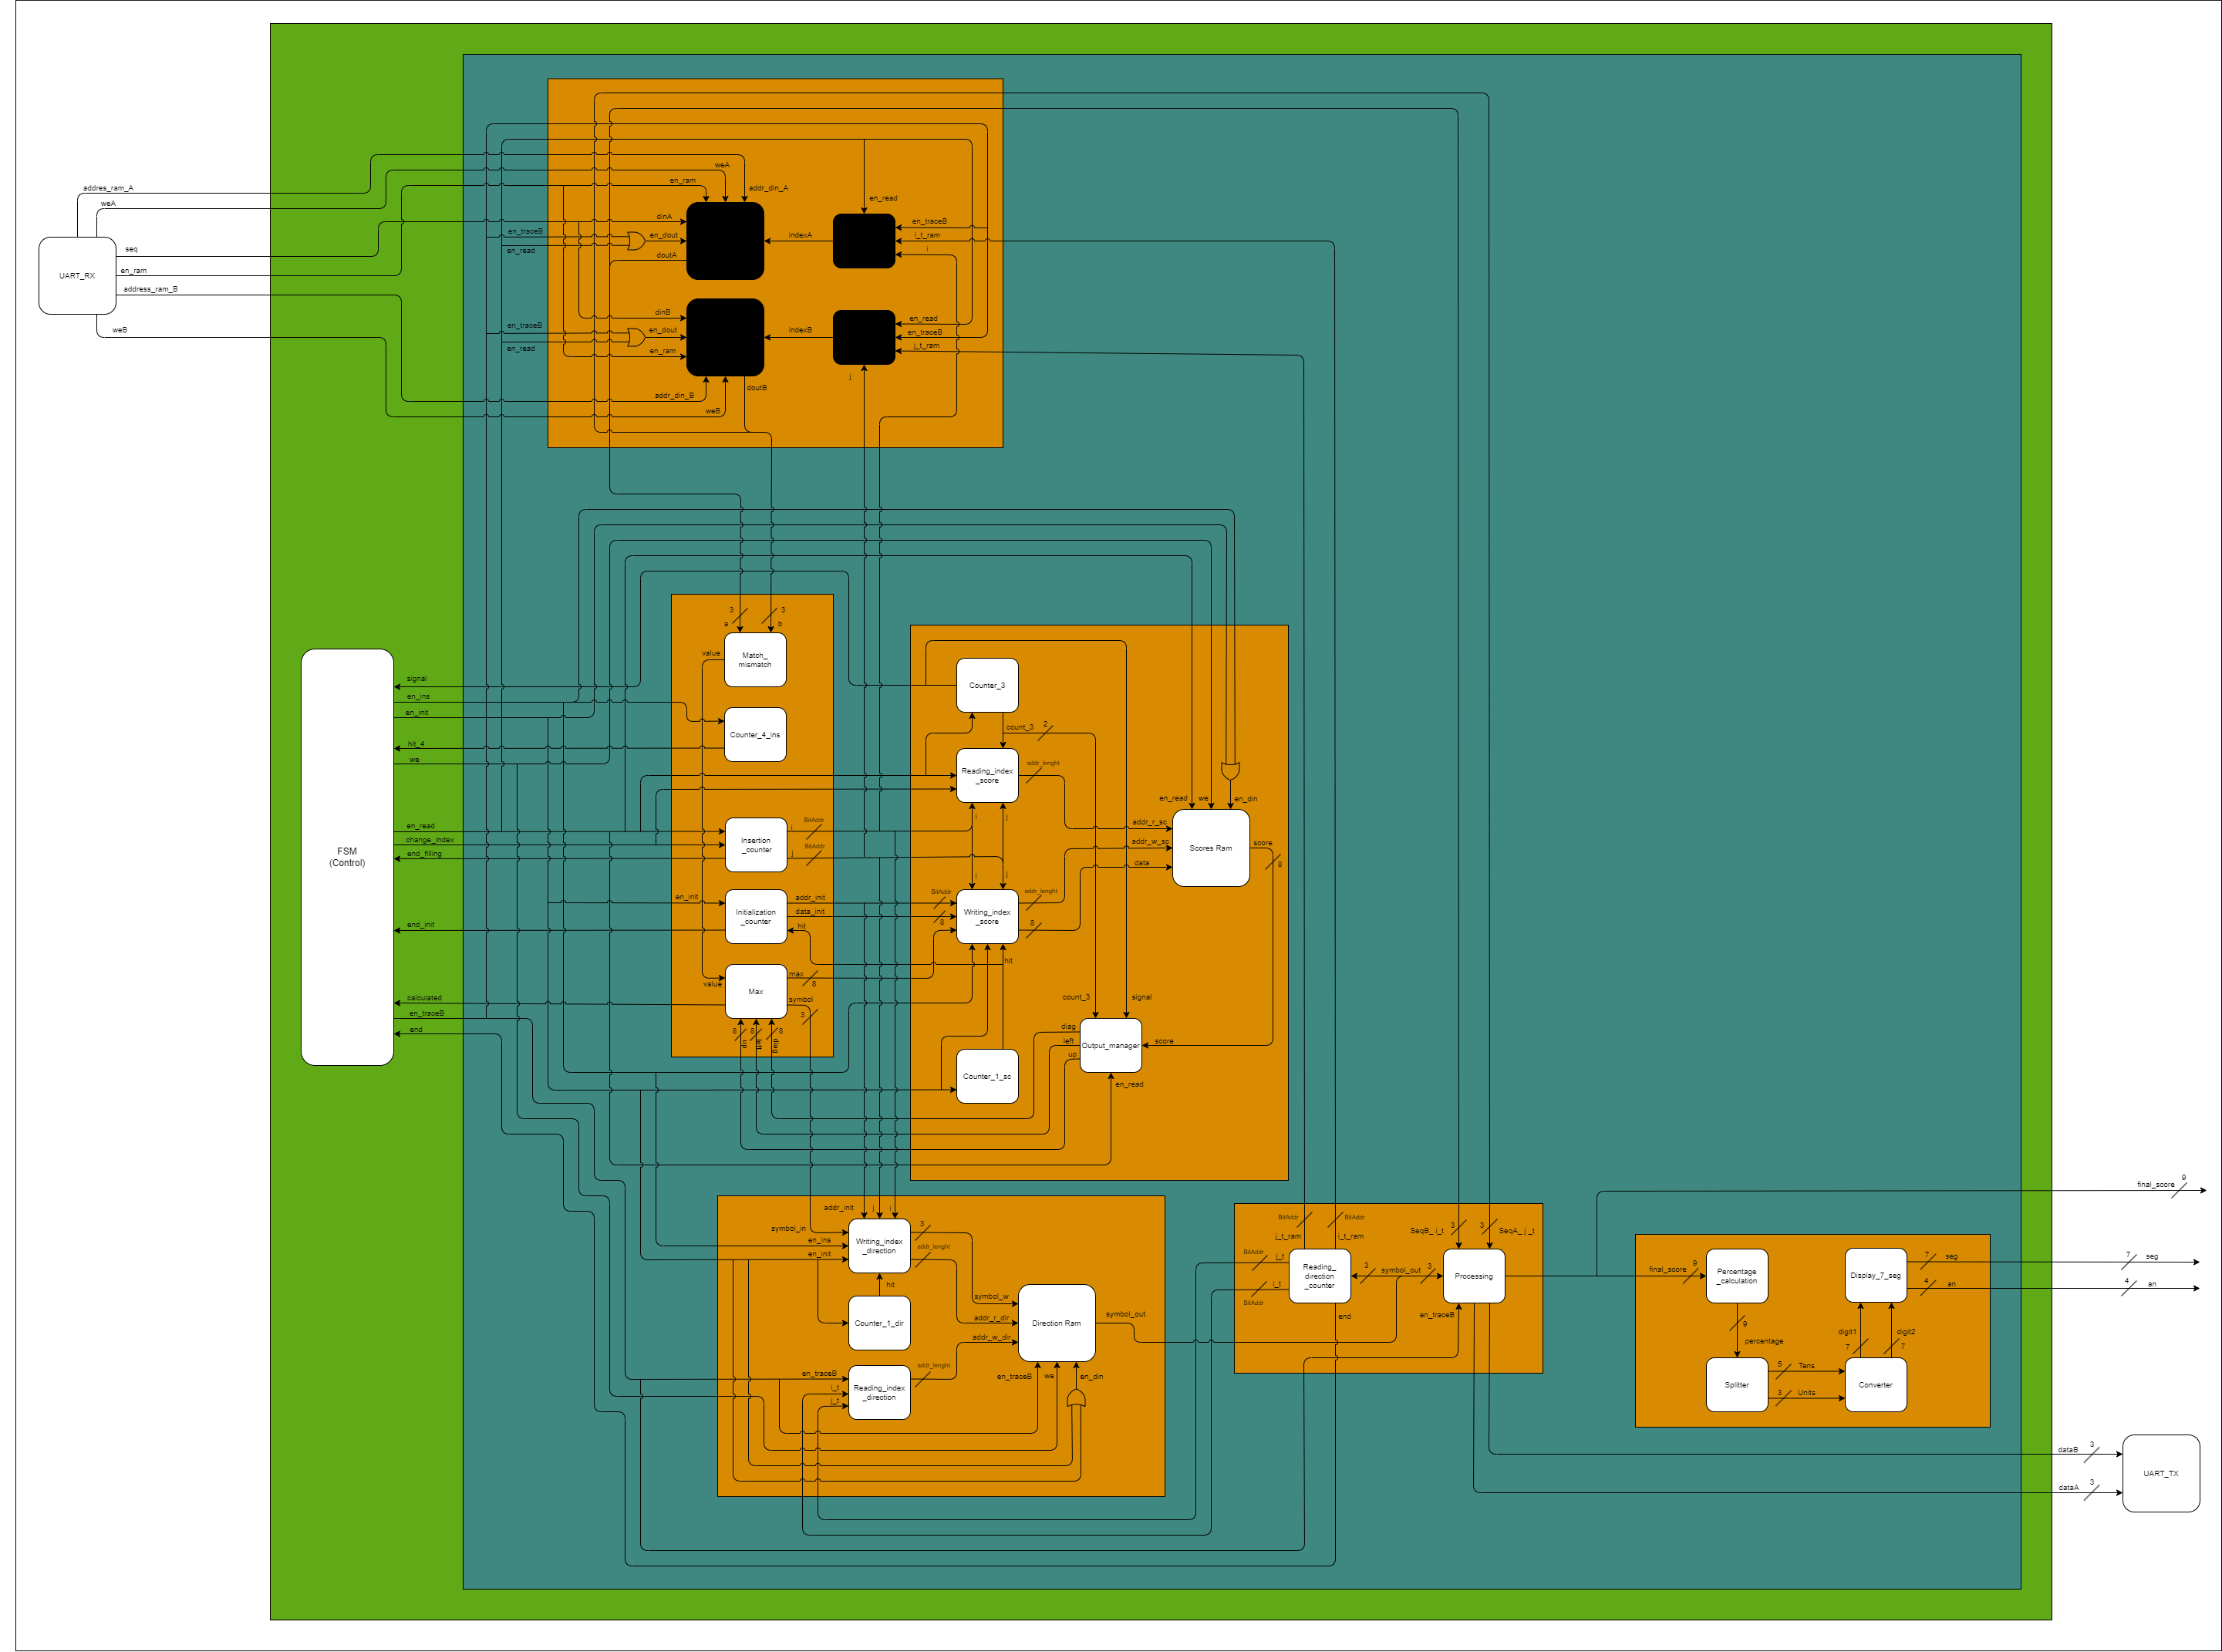 addres_ram_A
weA
UART_RX
seq
en_ram
address_ram_B
weB
weA
en_ram
addr_din_A
en_read
dinA
en_traceB
en_dout
en_read
doutA
indexA
en_traceB
i_t_ram
i
dinB
en_traceB
en_dout
en_read
en_ram
indexB
en_read
en_traceB
j_t_ram
j
addr_din_B
doutB
weB
FSM
(Control)
signal
en_ins
en_init
hit_4
we
en_read
change_index
end_filling
end_init
calculated
en_traceB
end
3
3
a
b
value
Match_
mismatch
Counter_4_ins
Insertion
_counter
i
BitAddr
j
BitAddr
en_init
Initialization
_counter
addr_init
data_init
hit
value
Max
max
8
symbol
3
8
8
8
up
left
diag
Counter_3
count_3
2
Reading_index
_score
addr_lenght
i
j
i
j
BitAddr
8
Writing_index
_score
addr_lenght
8
hit
en_read
we
en_din
addr_r_sc
addr_w_sc
data
Scores Ram
score
8
count_3
signal
diag
left
up
Output_manager
score
en_read
Counter_1_sc
addr_init
j
i
symbol_in
en_ins
en_init
Writing_index
_direction
3
addr_lenght
hit
Counter_1_dir
symbol_w
addr_r_dir
addr_w_dir
Direction Ram
symbol_out
en_traceB
i_t
j_t
Reading_index
_direction
addr_lenght
en_traceB
we
en_din
BitAddr
BitAddr
j_t_ram
i_t_ram
BitAddr
j_t
i_t
BitAddr
Reading_
direction
_counter
3
symbol_out
3
end
SeqB_ i_t
3
3
SeqA_ j_t
Processing
en_traceB
final_score
9
final_score
9
Percentage
_calculation
9
percentage
Splitter
5
Tens
3
Units
Converter
digit1
7
digit2
7
Display_7_seg
7
seg
4
an
7
seg
4
an
dataB
3
dataA
3
UART_TX